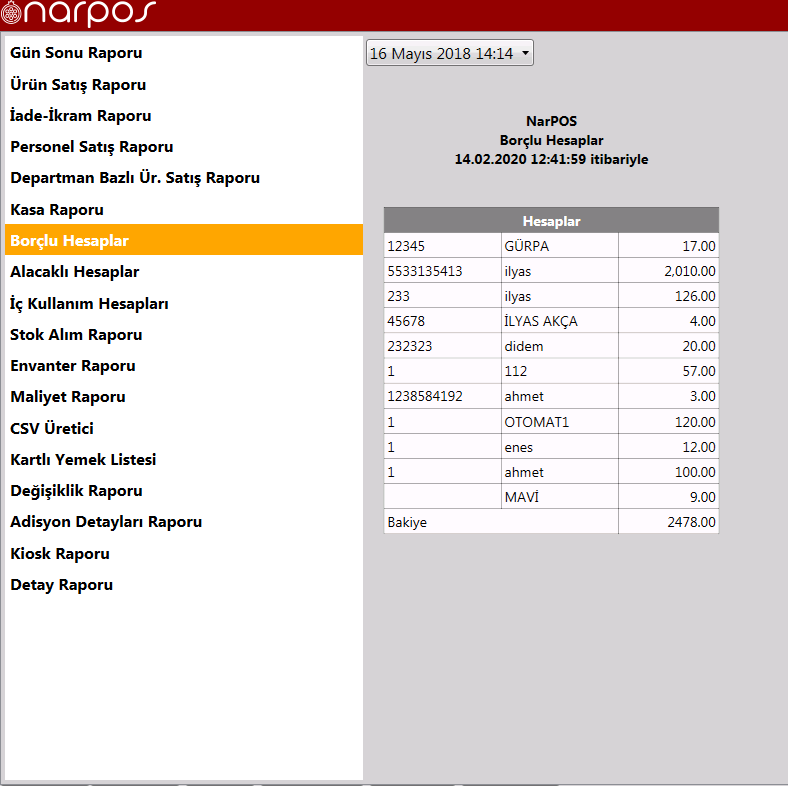 narpos
Gün Sonu Raporu
Ürün Satış Raporu
İade-İkram Raporu
Personel Satış Raporu
Departman Bazlı Ür. Satış Raporu
Kasa Raporu
Borçlu Hesaplar
Alacaklı Hesaplar
İç Kullanım Hesapları
Stok Alım Raporu
Envanter Raporu
Maliyet Raporu
CSV Üretici
Kartlı Yemek Listesi
Değişiklik Raporu
Adisyon Detayları Raporu
Kiosk Raporu
Detay Raporu
16 Mayıs 2018 14:14
NarPOS
Borçlu Hesaplar
14.02.2020 12:41:59 itibariyle
Hesaplar
12345 GÜRPA 17.00
5533135413 ilyas 2,010.00
233 ilyas 126.00
45678 İLYAS AKÇA 4.00
232323 didem 20.00
1 112 57.00
1238584192 ahmet 3.00
1 OTOMAT1 120.00
1 enes 12.00
1 ahmet 100.00
MAVİ 9.00
Bakiye 2478.00